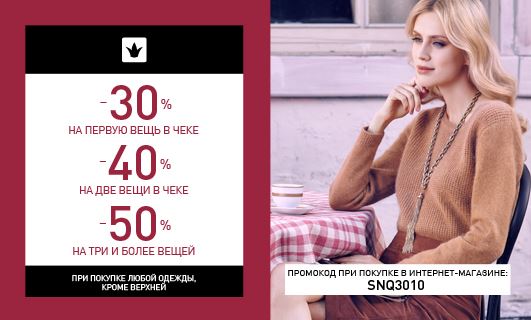 -30%
НА ПЕРВУЮ ВЕЩЬ В ЧЕКЕ
-40%
НА ДВЕ ВЕЩИ В ЧЕКЕ
-50%
НА ТРИ И БОЛЕЕ ВЕЩЕЙ
ПРИ ПОКУПКЕ ЛЮБОЙ ОДЕЖДЫ,
КРОМЕ ВЕРХНЕЙ
ПРОМОКОД ПРИ ПОКУПКЕ В ИНТЕРНЕТ-МАГАЗИНЕ:
SNQ3010